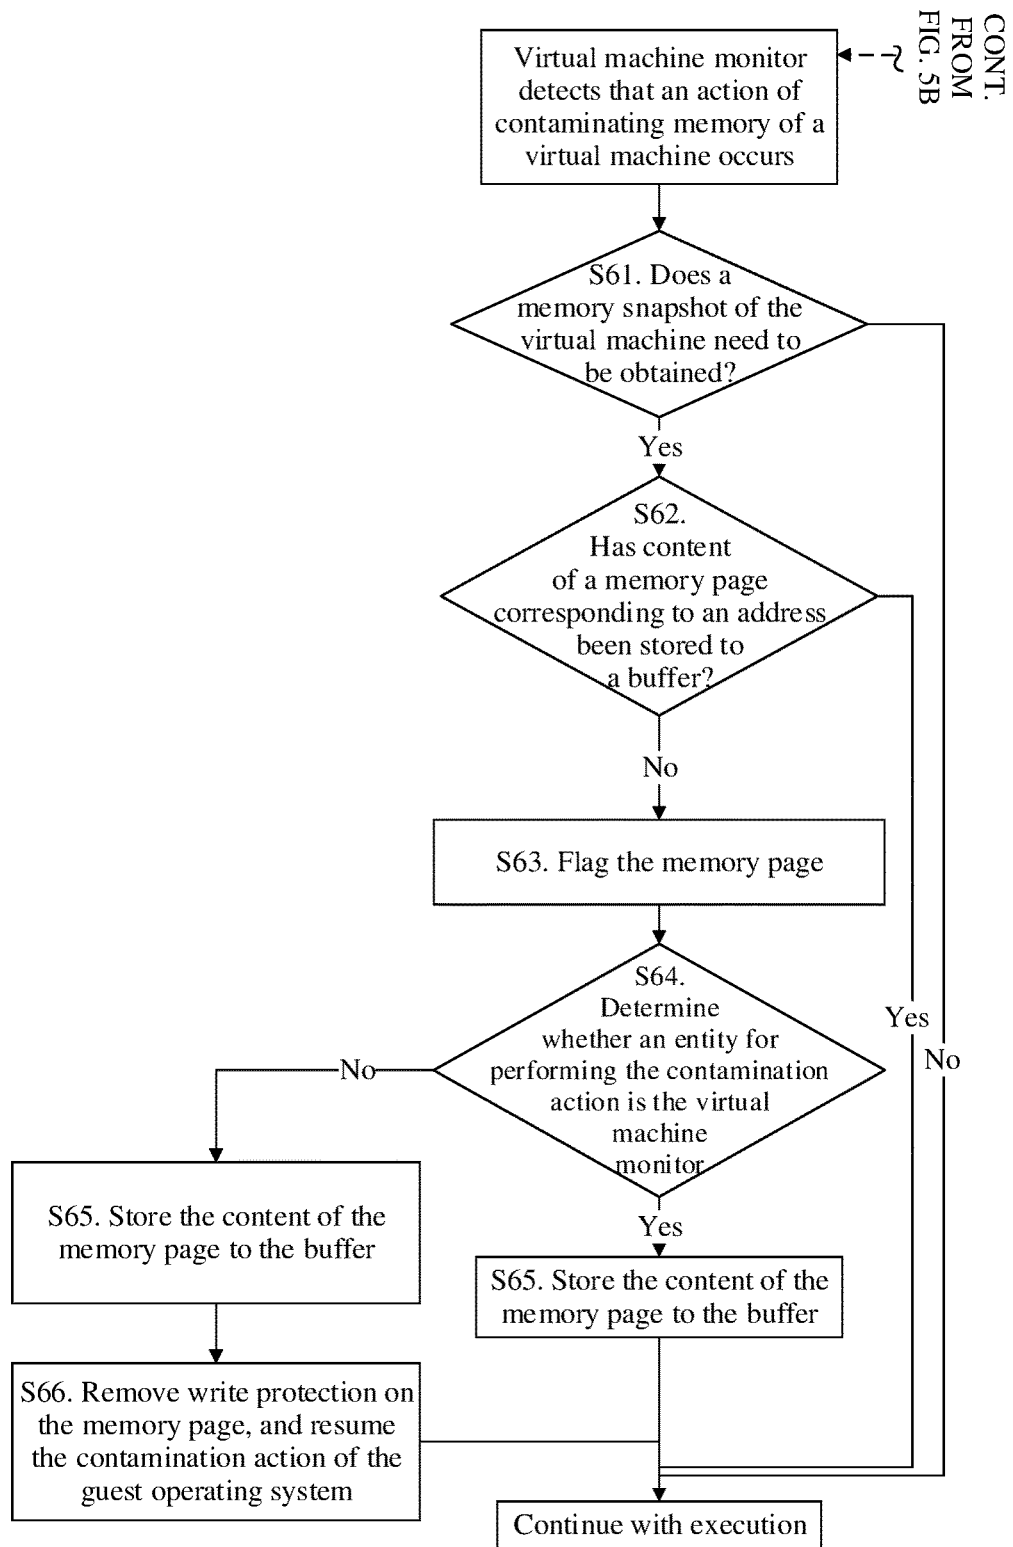 CONT.
FROM
FIG. 5B
Virtual machine monitor
detects that an action of
contaminating memory of a
virtual machine occurs
S61. Does a
memory snapshot of the
virtual machine need to
be obtained?
Yes
S62.
Has content
of a memory page
corresponding to an address
been stored to
a buffer?
No
S63. Flag the memory page
S64.
Determine
whether an entity for
performing the contamination
action is the virtual
machine
monitor
Yes
No
No
Yes
S65. Store the content of the
memory page to the buffer
S65. Store the content of the
memory page to the buffer
S66. Remove write protection on
the memory page, and resume
the contamination action of the
guest operating system
Continue with execution